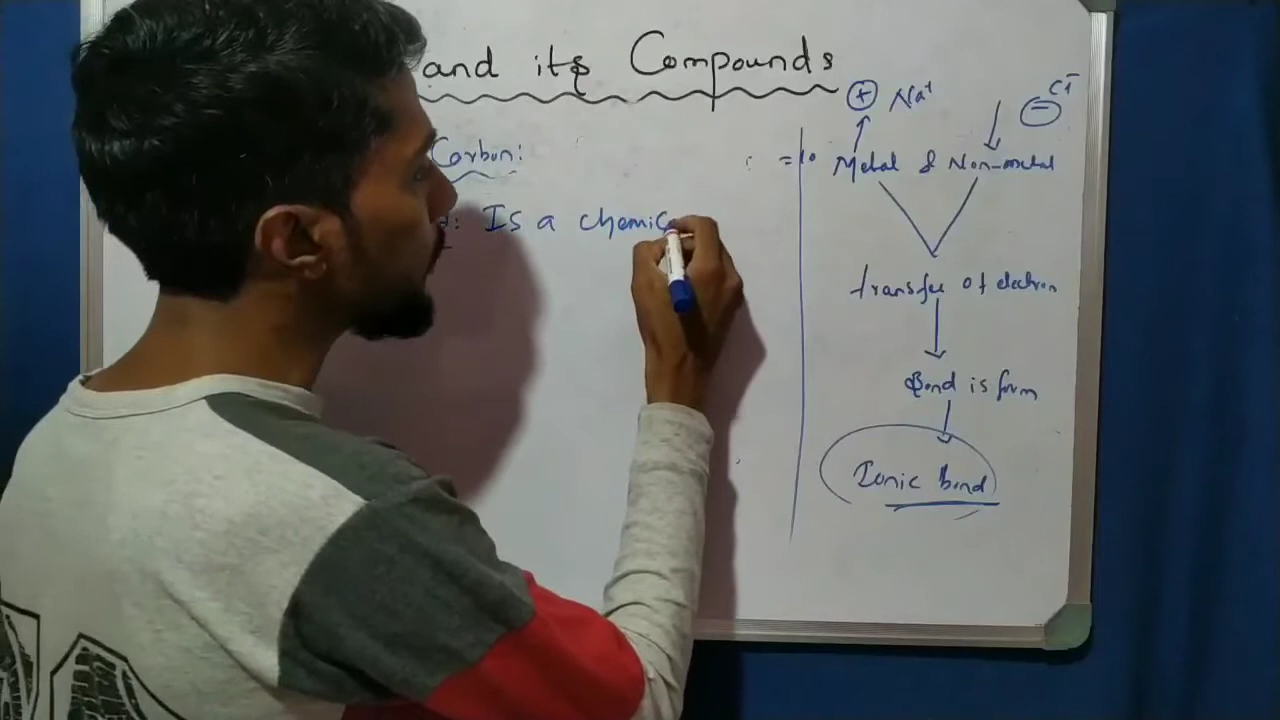 and its Compounds
Carbon:
: Is a chemic
+ Na+
- Cl-
Metal & Non-metal
transfer of electron
Bond is form
Ionic bond